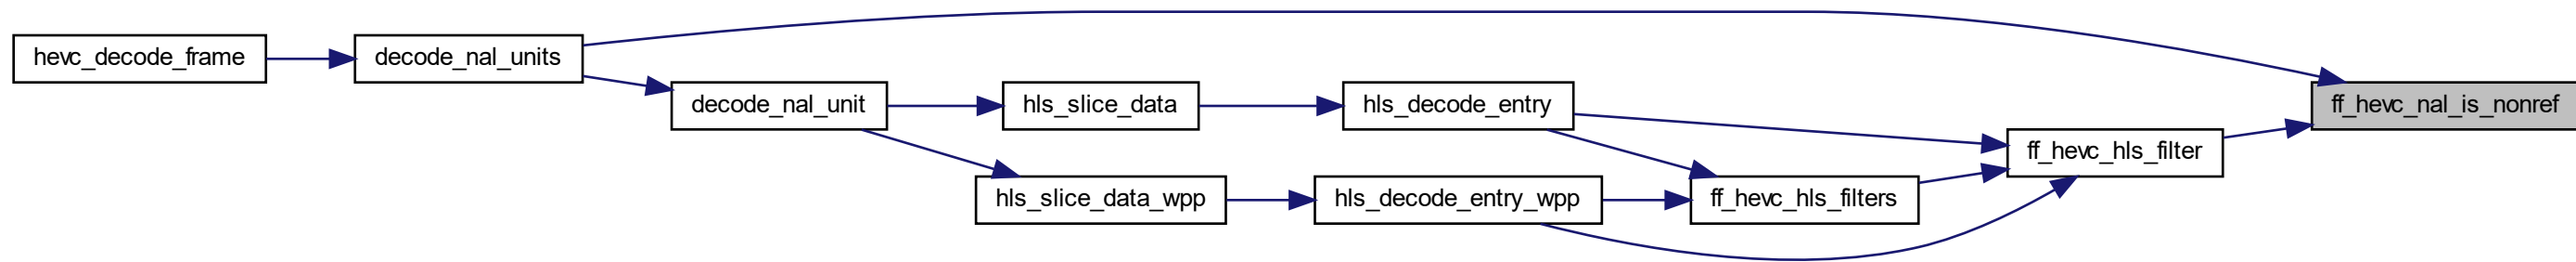 hevc_decode_frame
decode_nal_units
decode_nal_unit
hls_slice_data
hls_decode_entry
ff_hevc_nal_is_nonref
ff_hevc_hls_filter
hls_slice_data_wpp
hls_decode_entry_wpp
ff_hevc_hls_filters